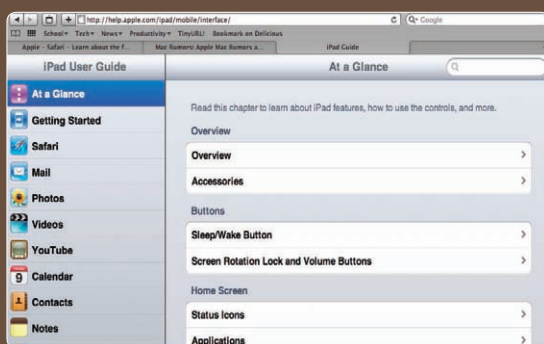 http://help.apple.com/ipad/mobile/interface/
Google
School▾ Tech▾ News▾ Productivity▾ TinyURL! Bookmark on Delicious
Apple - Safari - Learn about the f...
Mac Rumors: Apple Mac Rumors a...
iPad Guide
iPad User Guide
At a Glance
At a Glance
Getting Started
Safari
Mail
Photos
Videos
YouTube
9 Calendar
Contacts
Notes
Read this chapter to learn about iPad features, how to use the controls, and more.
Overview
Overview
Accessories
Buttons
Sleep/Wake Button
Screen Rotation Lock and Volume Buttons
Home Screen
Status Icons
Applications